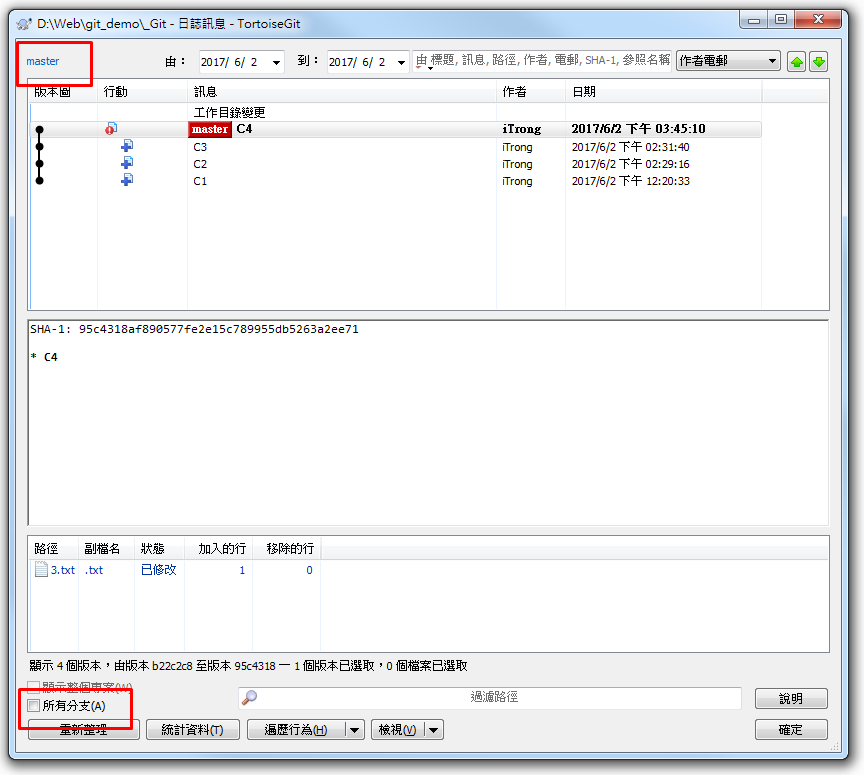 D:\Web\git_demo\_Git - 日誌訊息 - TortoiseGit
master 由： 2017/ 6/ 2 到： 2017/ 6/ 2 由 標題, 訊息, 路徑, 作者, 電郵, SHA-1, 參照名稱 作者電郵
版本圖 行動 訊息 作者 日期
工作目錄變更
master C4 iTrong 2017/6/2 下午 03:45:10
C3 iTrong 2017/6/2 下午 02:31:40
C2 iTrong 2017/6/2 下午 02:29:16
C1 iTrong 2017/6/2 下午 12:20:33
SHA-1: 95c4318af890577fe2e15c789955db5263a2ee71
* C4
路徑 副檔名 狀態 加入的行 移除的行
3.txt .txt 已修改 1 0
顯示 4 個版本，由版本 b22c2c8 至版本 95c4318 — 1 個版本已選取，0 個檔案已選取
顯示整個專案(W)
所有分支(A) 過濾路徑 說明
重新整理 統計資料(T) 遍歷行為(H) 檢視(V) 確定